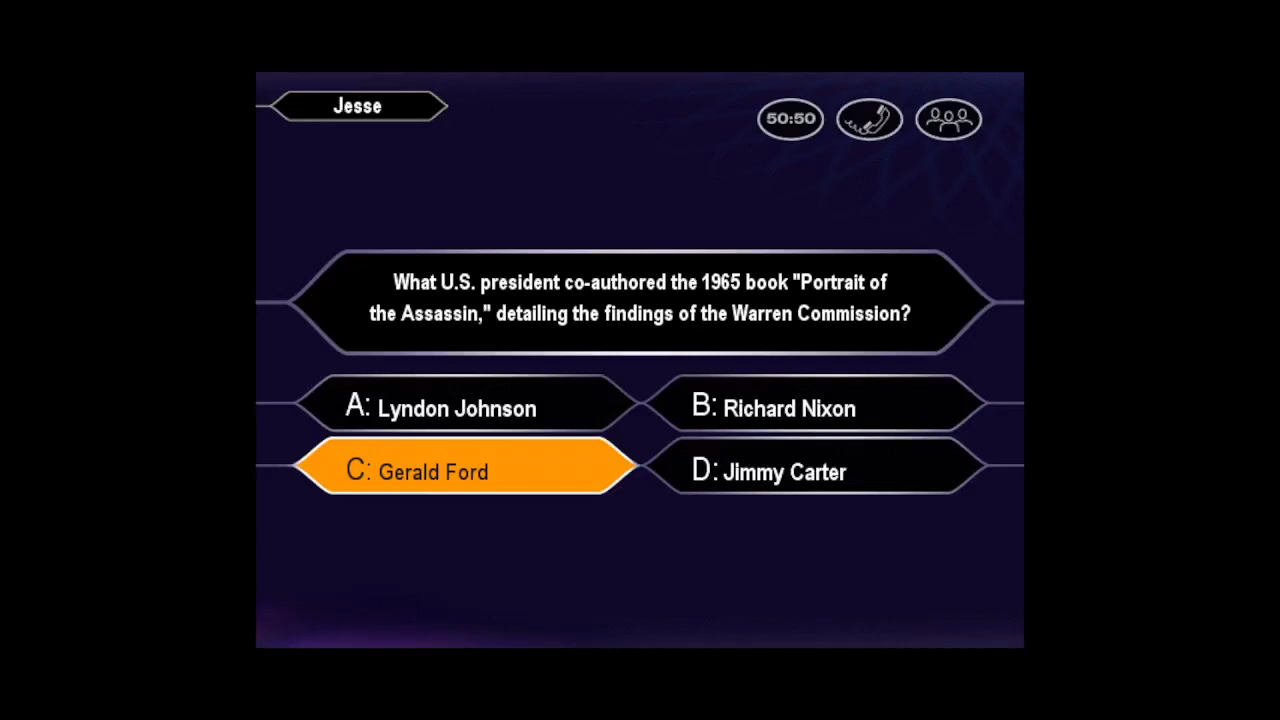 Jesse
50:50
What U.S. president co-authored the 1965 book "Portrait of
the Assassin," detailing the findings of the Warren Commission?
A: Lyndon Johnson
B: Richard Nixon
C: Gerald Ford
D: Jimmy Carter